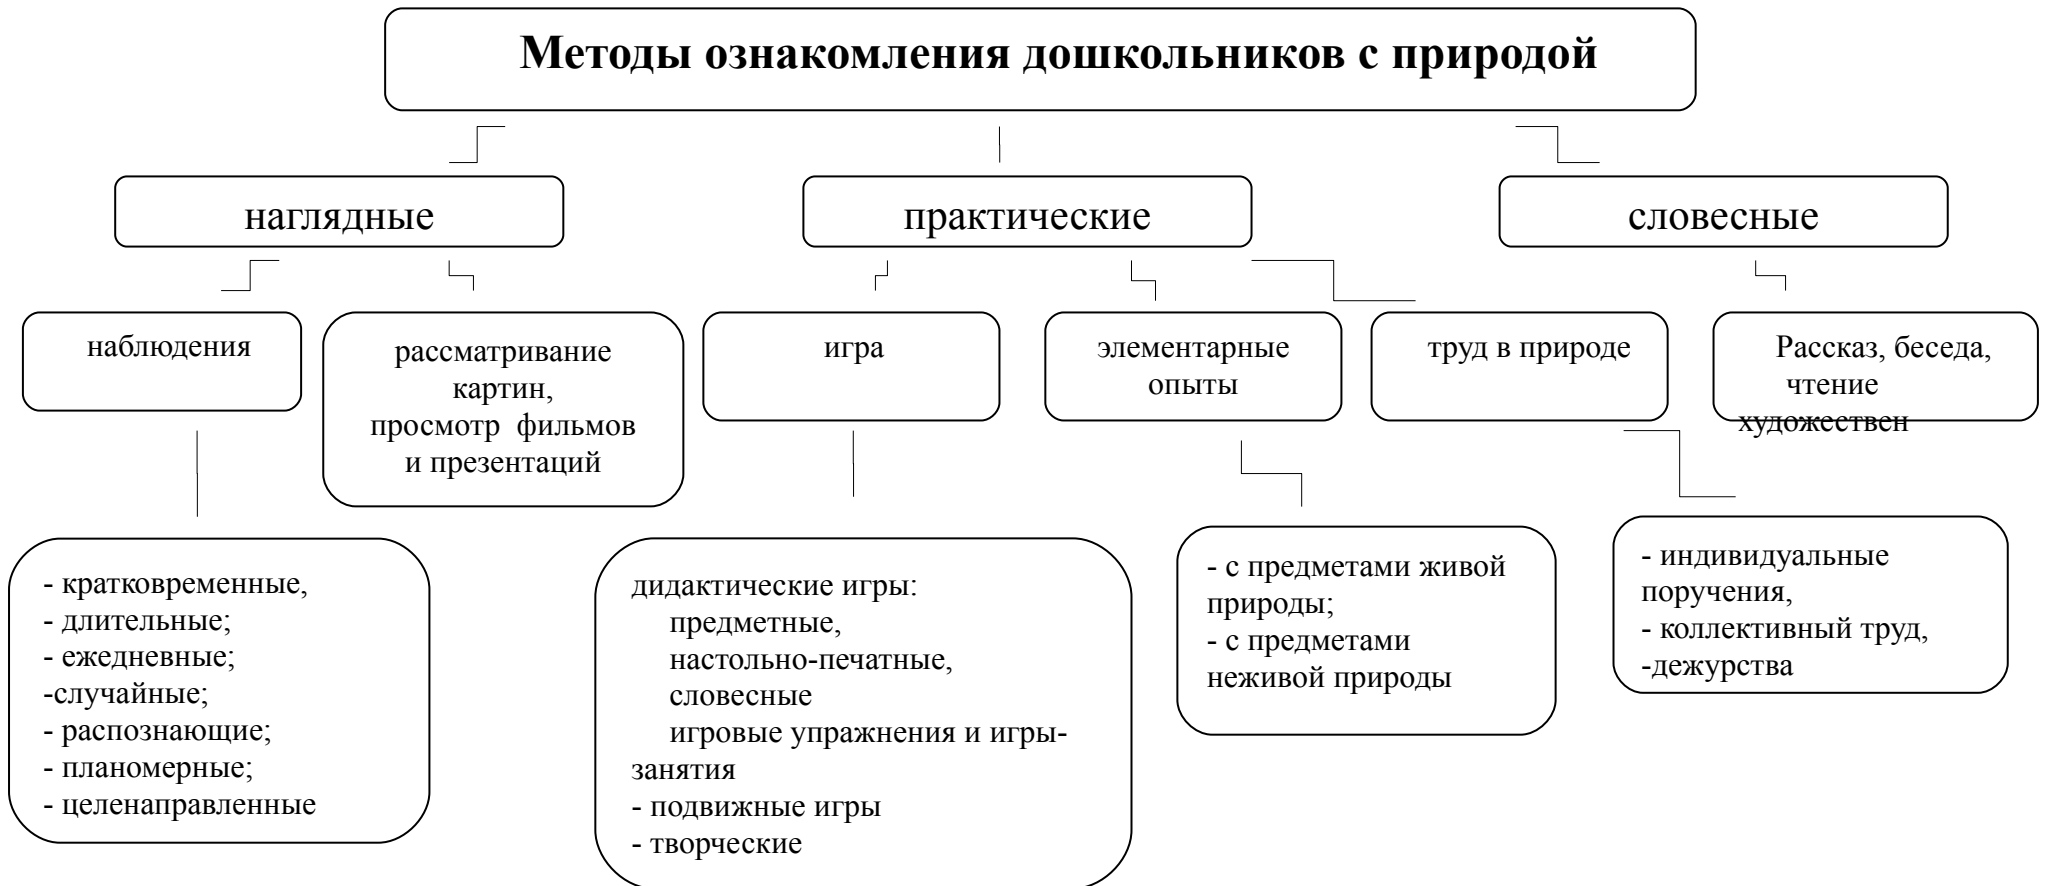 Методы ознакомления дошкольников с природой
наглядные
практические
словесные
наблюдения
рассматривание
картин,
просмотр фильмов
и презентаций
игра
элементарные
опыты
труд в природе
Рассказ, беседа,
чтение
художествен
- кратковременные,
- длительные;
- ежедневные;
-случайные;
- распознающие;
- планомерные;
- целенаправленные
дидактические игры:
предметные,
настольно-печатные,
словесные
игровые упражнения и игры-
занятия
- подвижные игры
- творческие
- с предметами живой
природы;
- с предметами
неживой природы
- индивидуальные
поручения,
- коллективный труд,
-дежурства